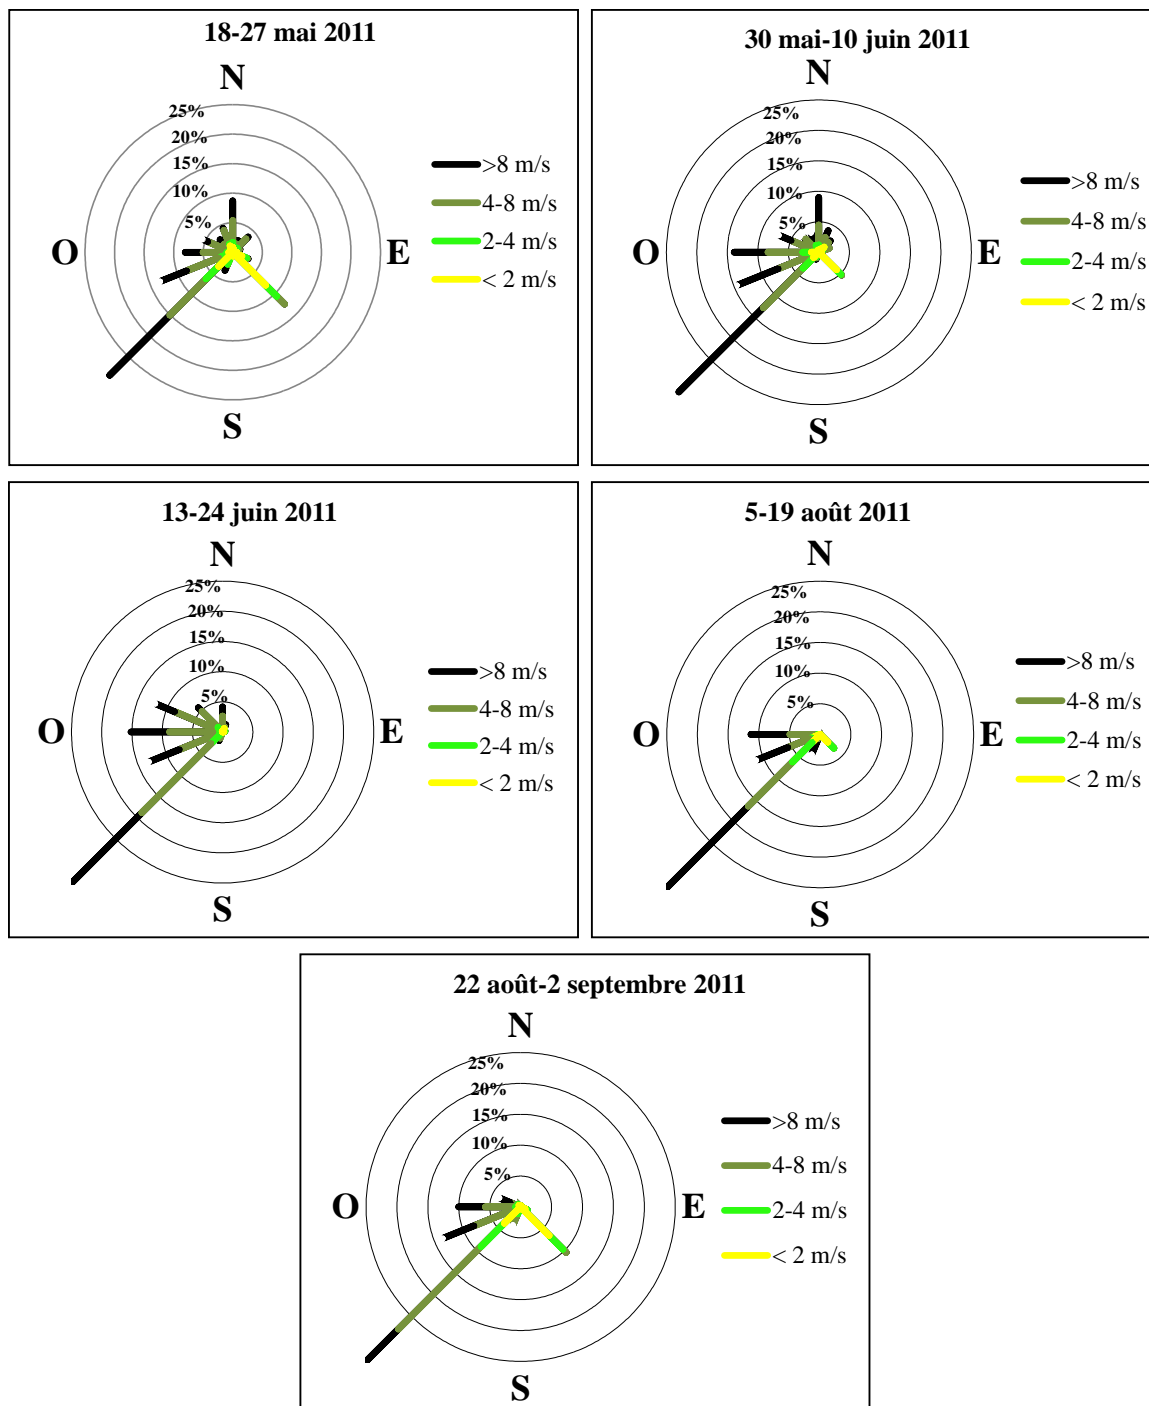 18-27 mai 2011
N
25%
20%
15%
10%
5%
O
E
S
>8 m/s
4-8 m/s
2-4 m/s
< 2 m/s
30 mai-10 juin 2011
N
25%
20%
15%
10%
5%
O
E
S
>8 m/s
4-8 m/s
2-4 m/s
< 2 m/s
13-24 juin 2011
N
25%
20%
15%
10%
5%
O
E
S
>8 m/s
4-8 m/s
2-4 m/s
< 2 m/s
5-19 août 2011
N
25%
20%
15%
10%
5%
O
E
S
>8 m/s
4-8 m/s
2-4 m/s
< 2 m/s
22 août-2 septembre 2011
N
25%
20%
15%
10%
5%
O
E
S
>8 m/s
4-8 m/s
2-4 m/s
< 2 m/s